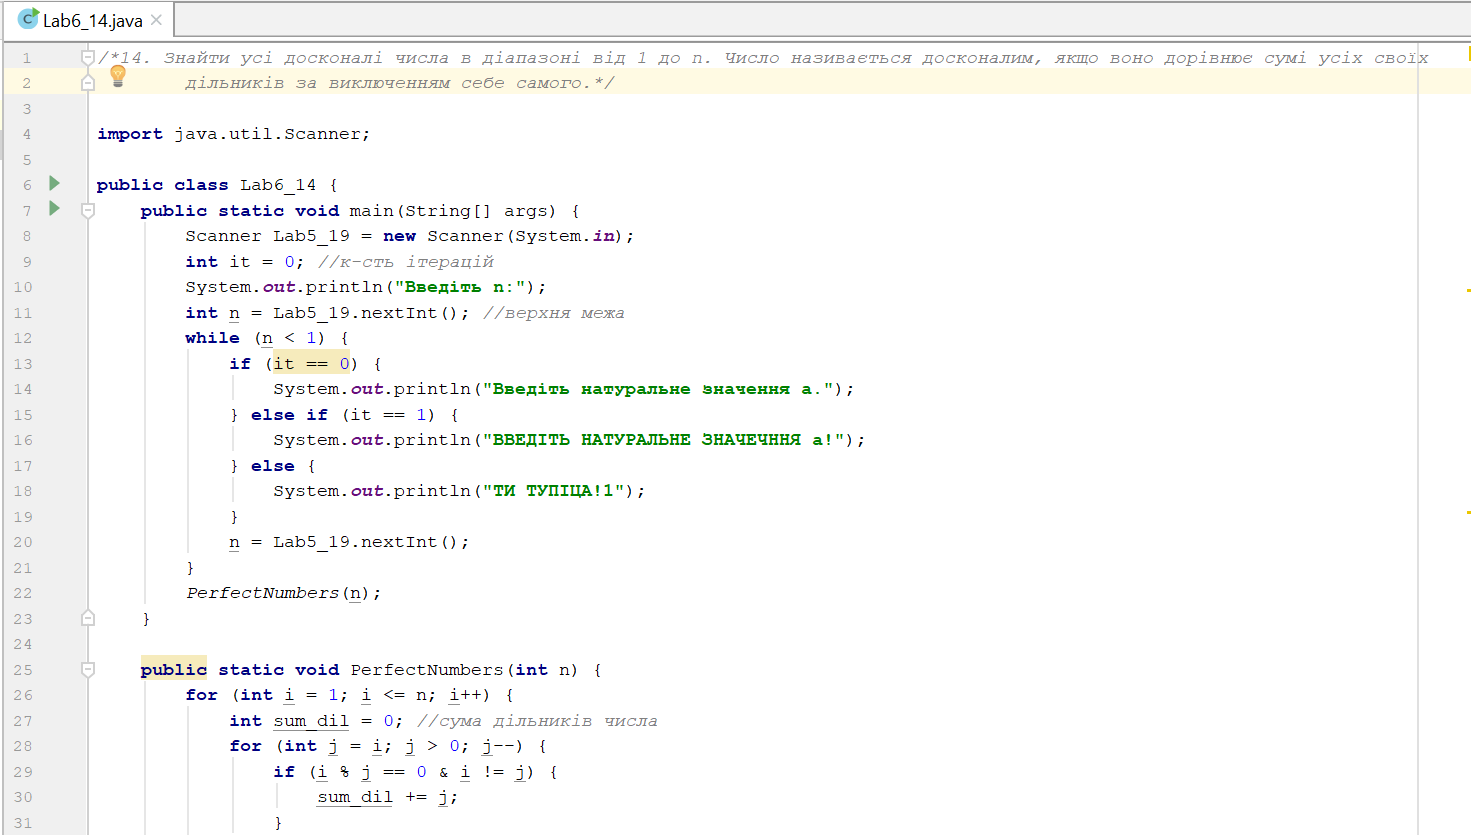 Lab6_14.java
1 /*14. Знайти усі досконалі числа в діапазоні від 1 до n. Число називається досконалим, якщо воно дорівнює сумі усіх своїх
2 дільників за виключенням себе самого.*/
3
4 import java.util.Scanner;
5
6 public class Lab6_14 {
7 public static void main(String[] args) {
8 Scanner Lab5_19 = new Scanner(System.in);
9 int it = 0; //к-сть ітерацій
10 System.out.println("Введіть n:");
11 int n = Lab5_19.nextInt(); //верхня межа
12 while (n < 1) {
13 if (it == 0) {
14 System.out.println("Введіть натуральне значення а.");
15 } else if (it == 1) {
16 System.out.println("ВВЕДІТЬ НАТУРАЛЬНЕ ЗНАЧЕЧННЯ а!");
17 } else {
18 System.out.println("ТИ ТУПІЦА!1");
19 }
20 n = Lab5_19.nextInt();
21 }
22 PerfectNumbers(n);
23 }
24
25 public static void PerfectNumbers(int n) {
26 for (int i = 1; i <= n; i++) {
27 int sum_dil = 0; //сума дільників числа
28 for (int j = i; j > 0; j--) {
29 if (i % j == 0 & i != j) {
30 sum_dil += j;
31 }